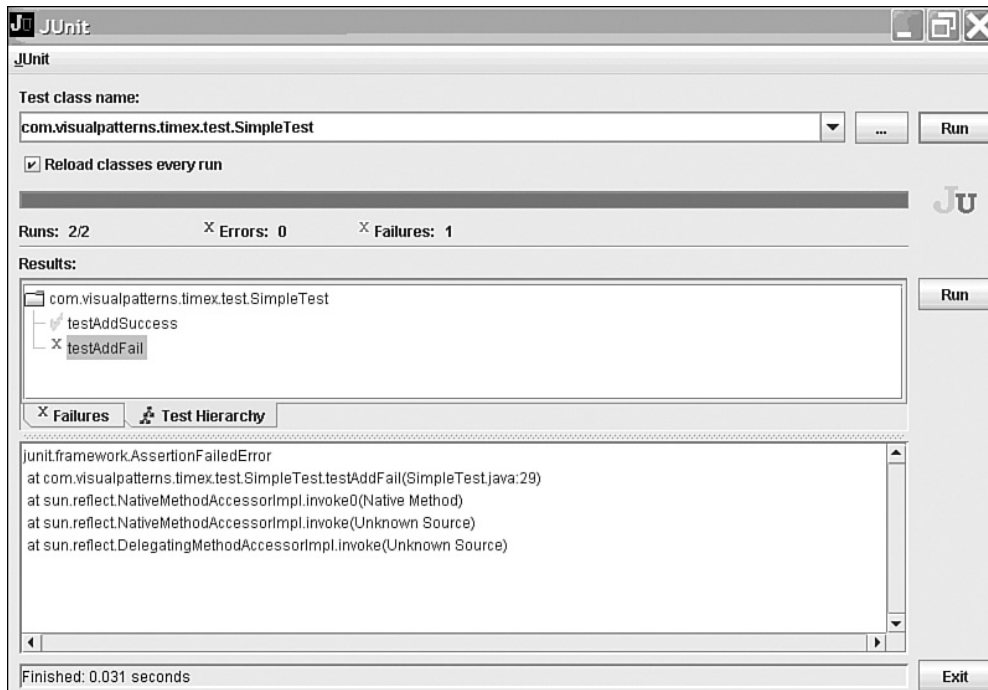 JU JUnit
JUnit
Test class name:
com.visualpatterns.timex.test.SimpleTest
... Run
Reload classes every run
JU
Runs: 2/2 X Errors: 0 X Failures: 1
Results:
com.visualpatterns.timex.test.SimpleTest
Run
testAddSuccess
X testAddFail
X Failures Test Hierarchy
junit.framework.AssertionFailedError
at com.visualpatterns.timex.test.SimpleTest.testAddFail(SimpleTest.java:29)
at sun.reflect.NativeMethodAccessorImpl.invoke0(Native Method)
at sun.reflect.NativeMethodAccessorImpl.invoke(Unknown Source)
at sun.reflect.DelegatingMethodAccessorImpl.invoke(Unknown Source)
Finished: 0.031 seconds
Exit